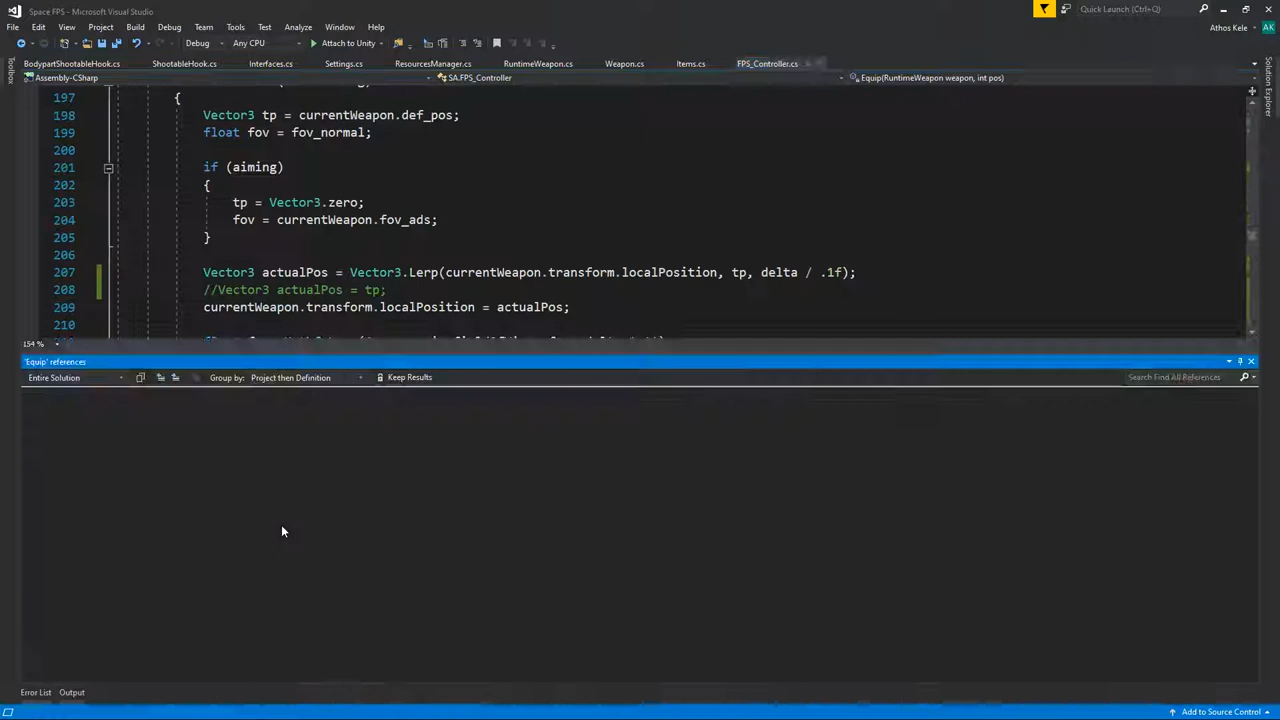 Space FPS - Microsoft Visual Studio
Quick Launch (Ctrl+Q)
File Edit View Project Build Debug Team Tools Test Analyze Window Help
Athos Kele AK
Debug Any CPU Attach to Unity
BodypartShootableHook.cs ShootableHook.cs Interfaces.cs Settings.cs ResourcesManager.cs RuntimeWeapon.cs Weapon.cs Items.cs FPS_Controller.cs
Assembly-CSharp SA.FPS_Controller Equip(RuntimeWeapon weapon, int pos)
Toolbox
Solution Explorer
197 {
198 Vector3 tp = currentWeapon.def_pos;
199 float fov = fov_normal;
200
201 if (aiming)
202 {
203 tp = Vector3.zero;
204 fov = currentWeapon.fov_ads;
205 }
206
207 Vector3 actualPos = Vector3.Lerp(currentWeapon.transform.localPosition, tp, delta / .1f);
208 //Vector3 actualPos = tp;
209 currentWeapon.transform.localPosition = actualPos;
210
154 %
'Equip' references
Entire Solution Group by: Project then Definition Keep Results Search Find All References
Error List Output
Add to Source Control